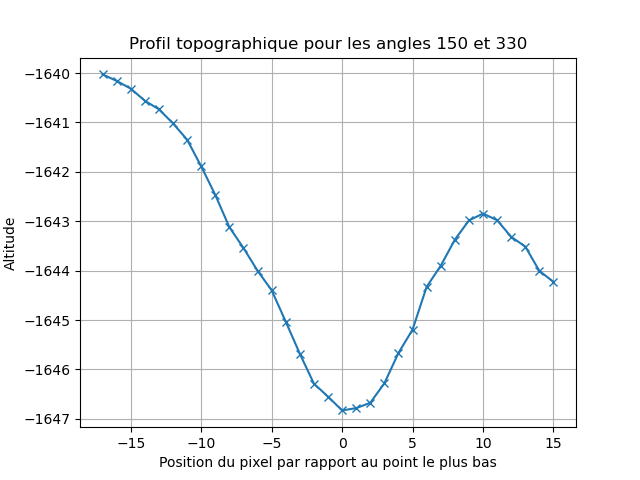 Profil topographique pour les angles 150 et 330
−1640
−1641
−1642
−1643
−1644
−1645
−1646
−1647
Altitude
−15 −10 −5 0 5 10 15
Position du pixel par rapport au point le plus bas